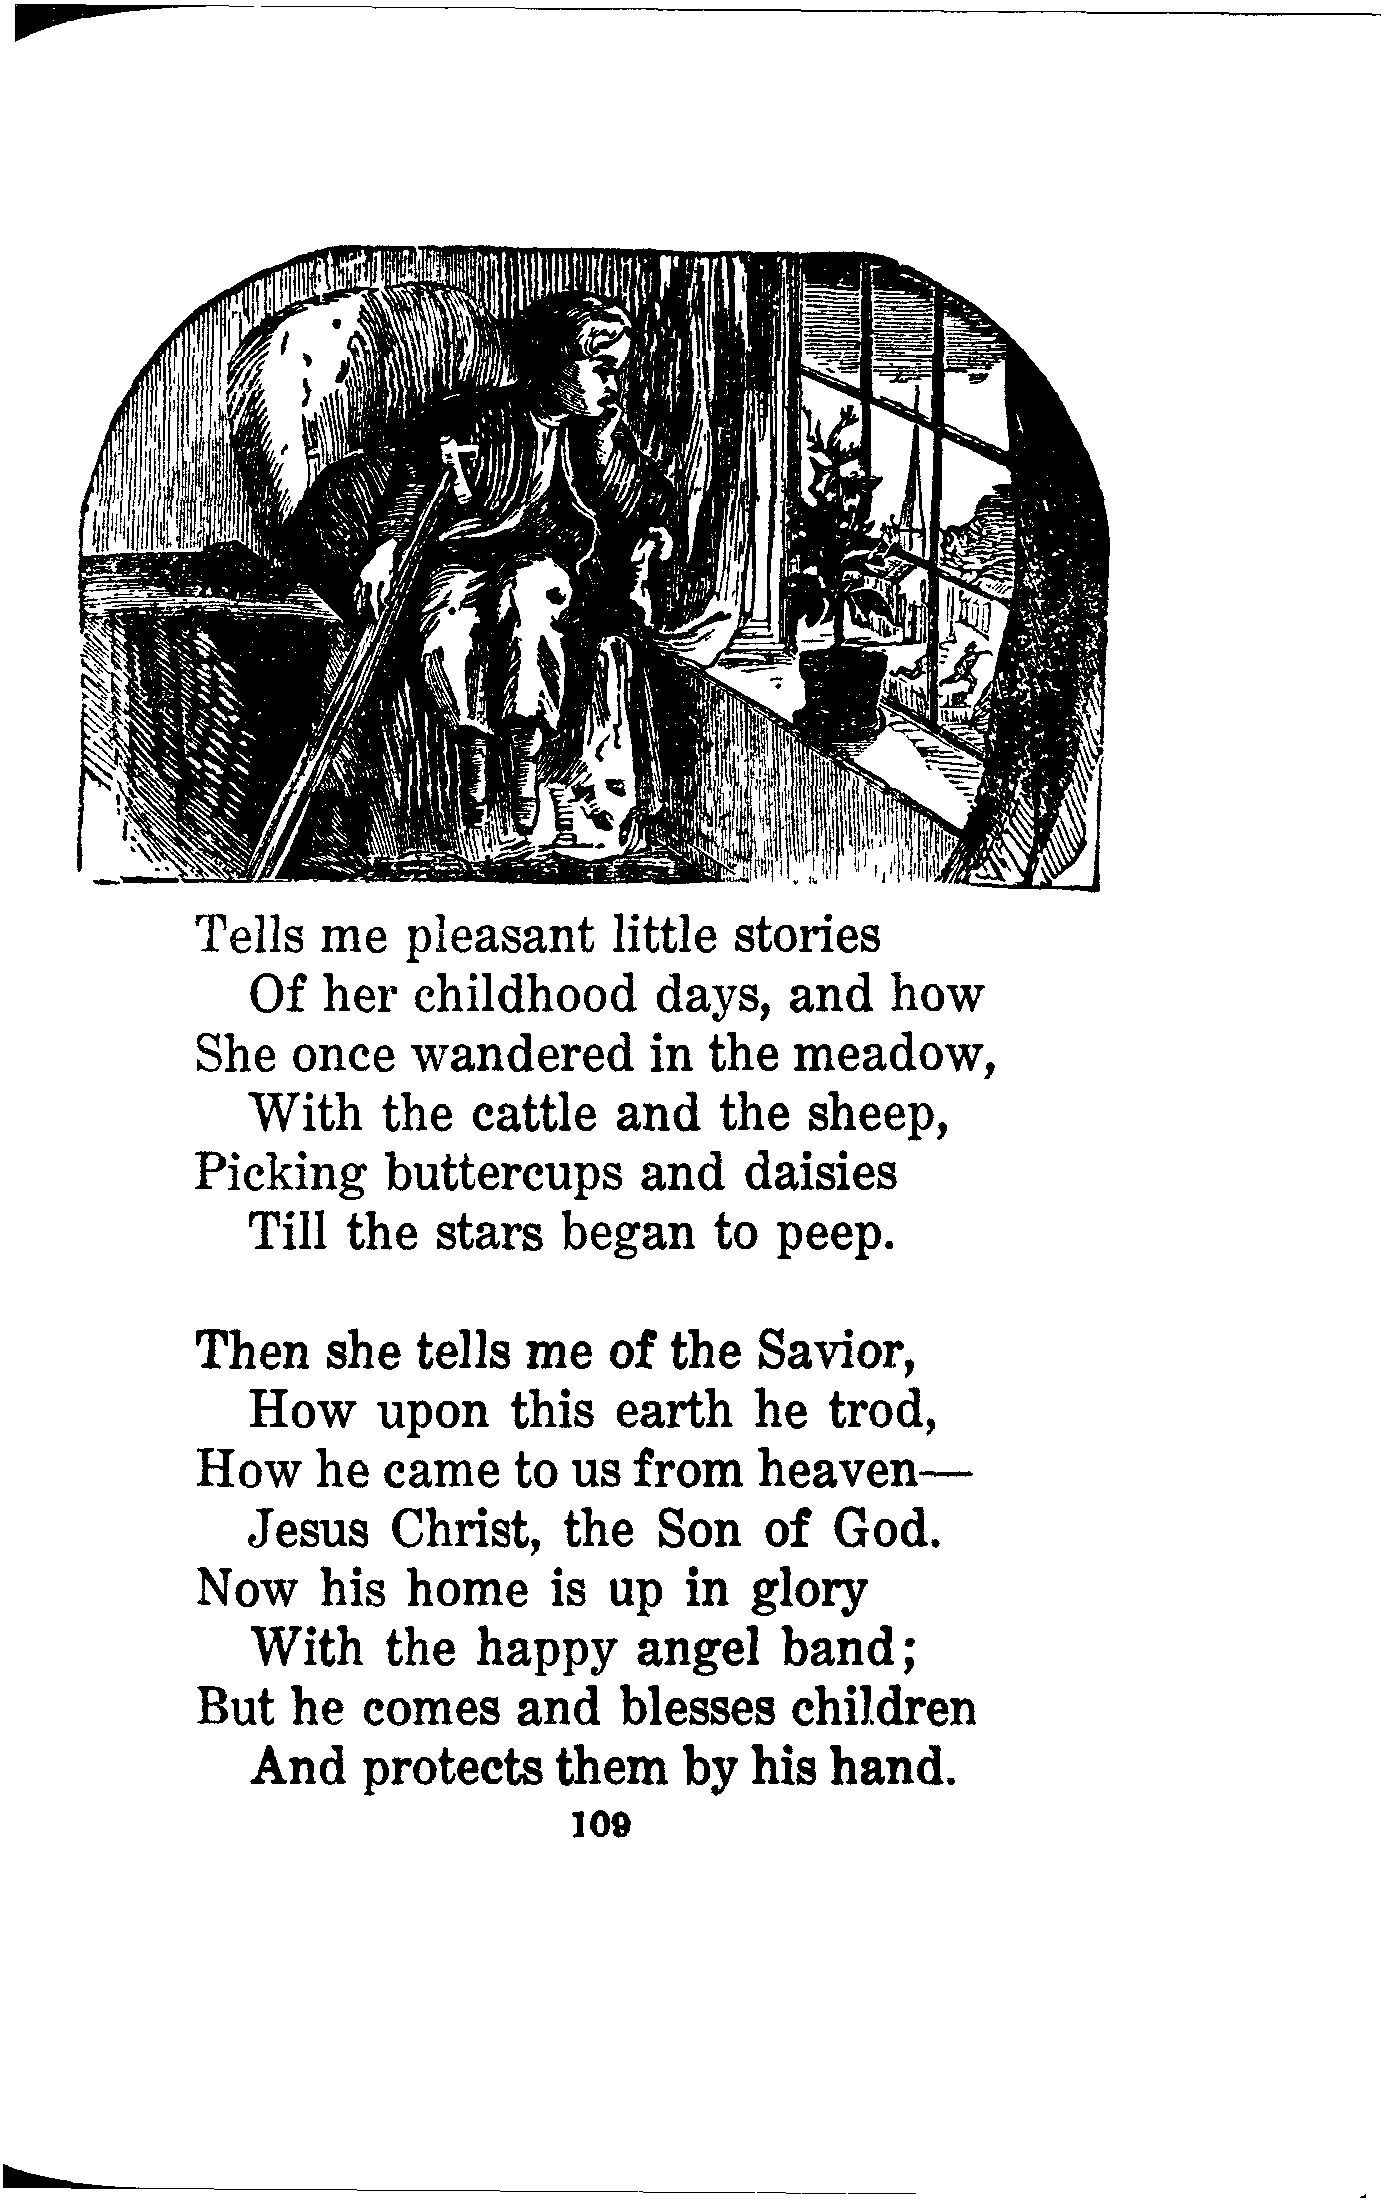 Tells me pleasant little stories
Of her childhood days, and how
She once wandered in the meadow,
With the cattle and the sheep,
Picking buttercups and daisies
Till the stars began to peep.

Then she tells me of the Savior,
How upon this earth he trod,
How he came to us from heaven—
Jesus Christ, the Son of God.
Now his home is up in glory
With the happy angel band;
But he comes and blesses children
And protects them by his hand.
109